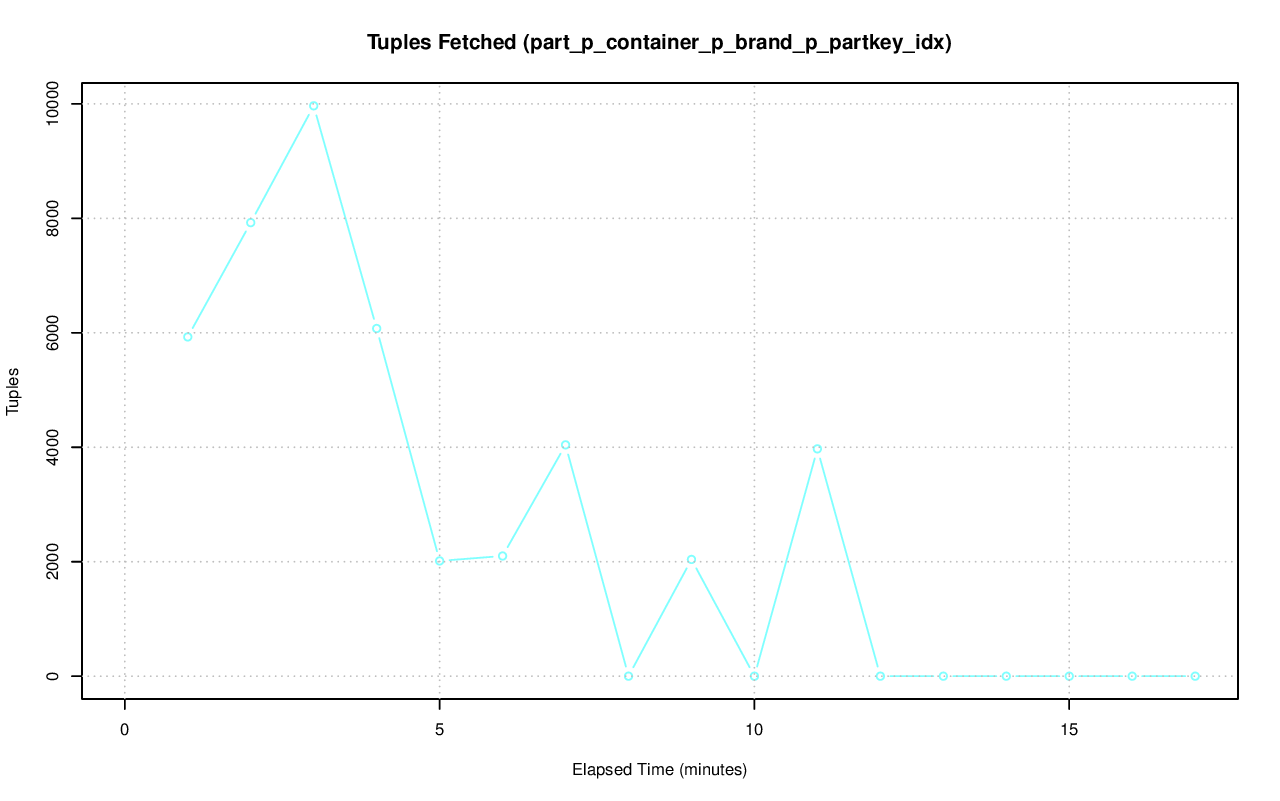 Tuples Fetched (part_p_container_p_brand_p_partkey_idx)
10000
8000
6000
4000
2000
0
Tuples
0 5 10 15
Elapsed Time (minutes)